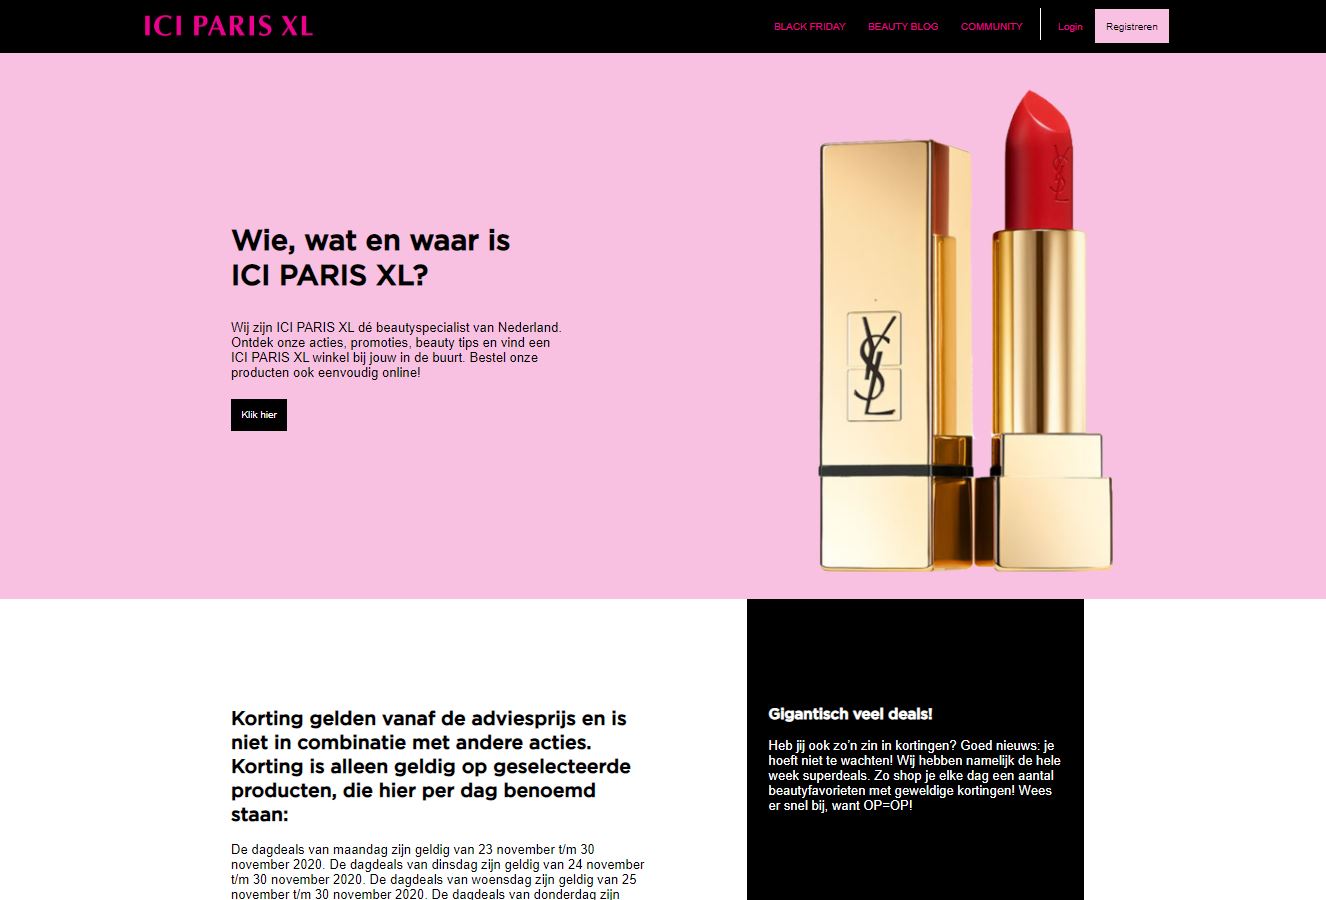 ICI PARIS XL
BLACK FRIDAY
BEAUTY BLOG
COMMUNITY
Login
Registreren
Wie, wat en waar is
ICI PARIS XL?
Wij zijn ICI PARIS XL dé beautyspecialist van Nederland.
Ontdek onze acties, promoties, beauty tips en vind een
ICI PARIS XL winkel bij jouw in de buurt. Bestel onze
producten ook eenvoudig online!
Klik hier
YSL
YSL
Korting gelden vanaf de adviesprijs en is
niet in combinatie met andere acties.
Korting is alleen geldig op geselecteerde
producten, die hier per dag benoemd
staan:
De dagdeals van maandag zijn geldig van 23 november t/m 30
november 2020. De dagdeals van dinsdag zijn geldig van 24 november
t/m 30 november 2020. De dagdeals van woensdag zijn geldig van 25
november t/m 30 november 2020. De dagdeals van donderdag zijn
Gigantisch veel deals!
Heb jij ook zo’n zin in kortingen? Goed nieuws: je
hoeft niet te wachten! Wij hebben namelijk de hele
week superdeals. Zo shop je elke dag een aantal
beautyfavorieten met geweldige kortingen! Wees
er snel bij, want OP=OP!